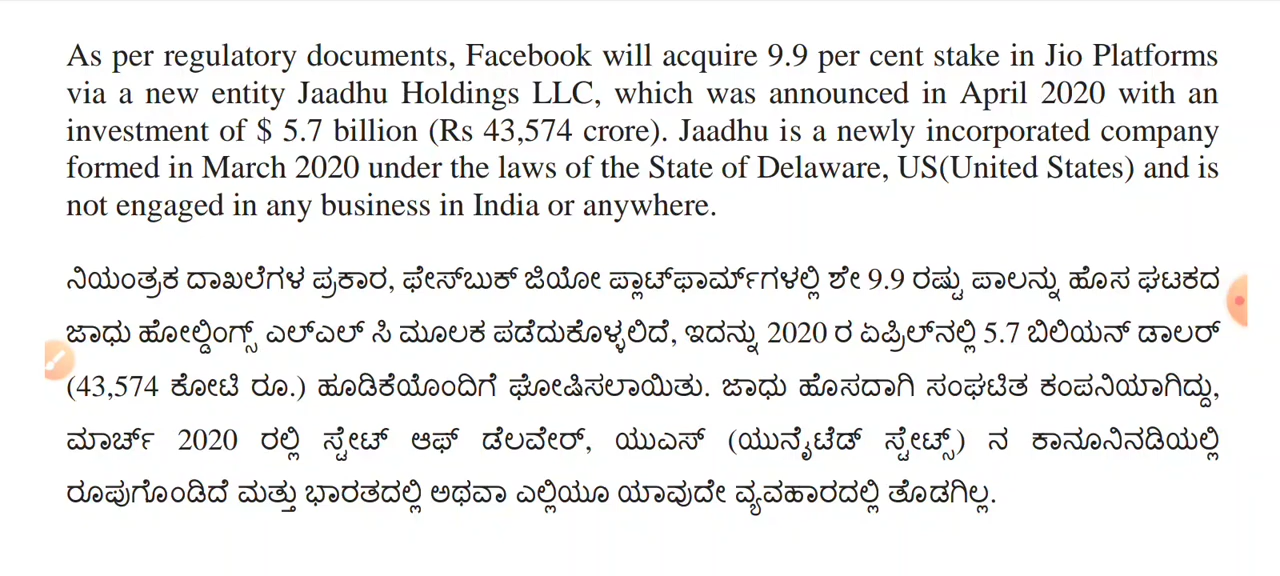 As per regulatory documents, Facebook will acquire 9.9 per cent stake in Jio Platforms
via a new entity Jaadhu Holdings LLC, which was announced in April 2020 with an
investment of $ 5.7 billion (Rs 43,574 crore). Jaadhu is a newly incorporated company
formed in March 2020 under the laws of the State of Delaware, US(United States) and is
not engaged in any business in India or anywhere.
ನಿಯಂತ್ರಕ ದಾಖಲೆಗಳ ಪ್ರಕಾರ, ಫೇಸ್‌ಬುಕ್ ಜಿಯೋ ಪ್ಲಾಟ್‌ಫಾರ್ಮ್‌ಗಳಲ್ಲಿ ಶೇ 9.9 ರಷ್ಟು ಪಾಲನ್ನು ಹೊಸ ಘಟಕದ
ಜಾಧು ಹೋಲ್ಡಿಂಗ್ಸ್ ಎಲ್‌ಎಲ್ ಸಿ ಮೂಲಕ ಪಡೆದುಕೊಳ್ಳಲಿದೆ, ಇದನ್ನು 2020 ರ ಏಪ್ರಿಲ್‌ನಲ್ಲಿ 5.7 ಬಿಲಿಯನ್ ಡಾಲರ್
(43,574 ಕೋಟಿ ರೂ.) ಹೂಡಿಕೆಯೊಂದಿಗೆ ಘೋಷಿಸಲಾಯಿತು. ಜಾಧು ಹೊಸದಾಗಿ ಸಂಘಟಿತ ಕಂಪನಿಯಾಗಿದ್ದು,
ಮಾರ್ಚ್ 2020 ರಲ್ಲಿ ಸ್ಟೇಟ್ ಆಫ್ ಡೆಲವೇರ್, ಯುಎಸ್ (ಯುನೈಟೆಡ್ ಸ್ಟೇಟ್ಸ್) ನ ಕಾನೂನಿನಡಿಯಲ್ಲಿ
ರೂಪುಗೊಂಡಿದೆ ಮತ್ತು ಭಾರತದಲ್ಲಿ ಅಥವಾ ಎಲ್ಲಿಯೂ ಯಾವುದೇ ವ್ಯವಹಾರದಲ್ಲಿ ತೊಡಗಿಲ್ಲ.